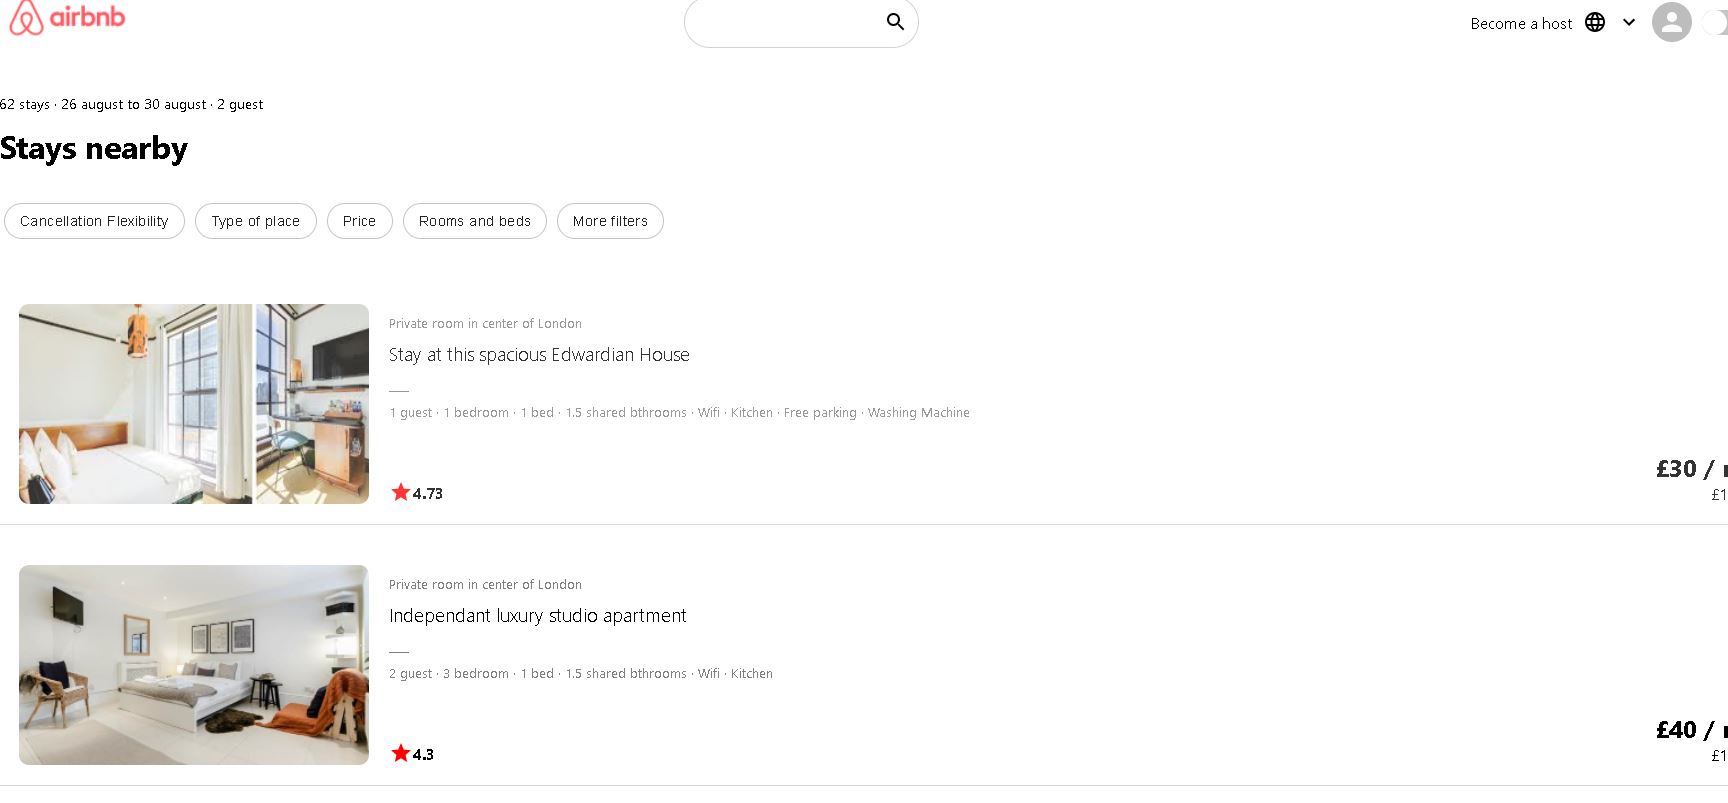 airbnb
Become a host
62 stays · 26 august to 30 august · 2 guest
Stays nearby
Cancellation Flexibility
Type of place
Price
Rooms and beds
More filters
Private room in center of London
Stay at this spacious Edwardian House
1 guest · 1 bedroom · 1 bed · 1.5 shared bthrooms · Wifi · Kitchen · Free parking · Washing Machine
4.73
£30 /
£1
Private room in center of London
Independant luxury studio apartment
2 guest · 3 bedroom · 1 bed · 1.5 shared bthrooms · Wifi · Kitchen
4.3
£40 /
£1